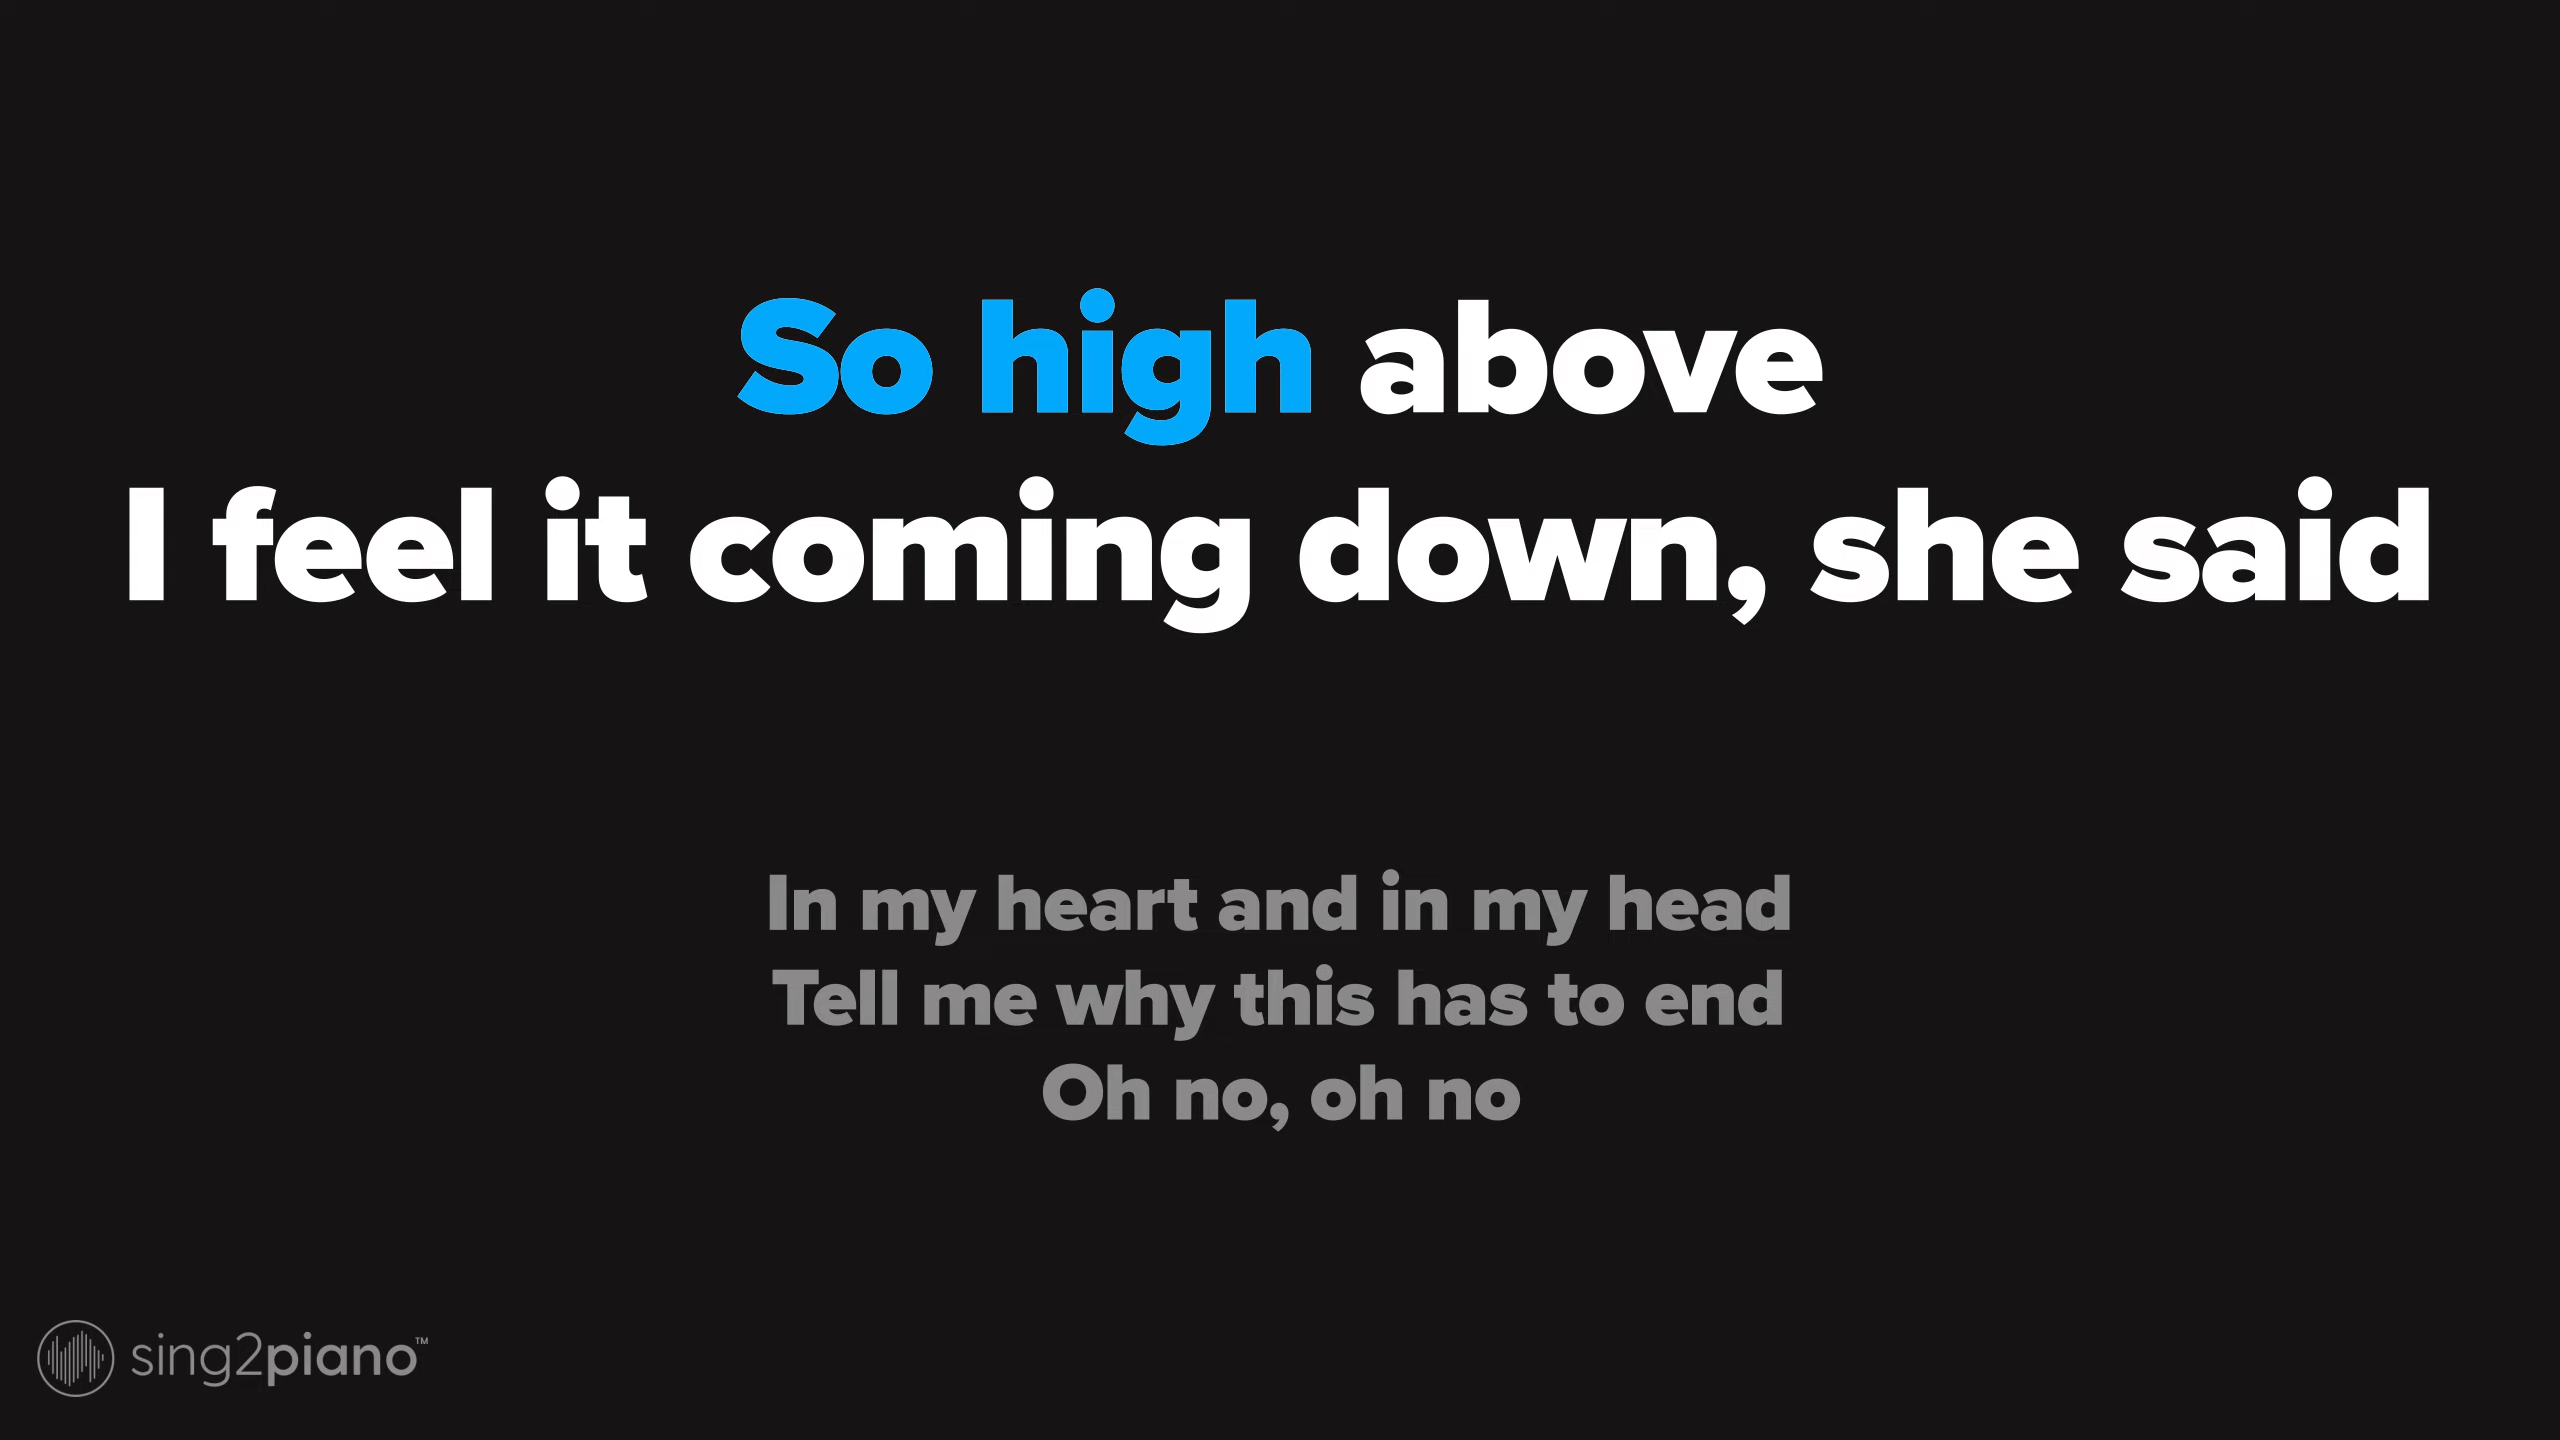 So high above
I feel it coming down, she said
In my heart and in my head
Tell me why this has to end
Oh no, oh no
sing2piano™